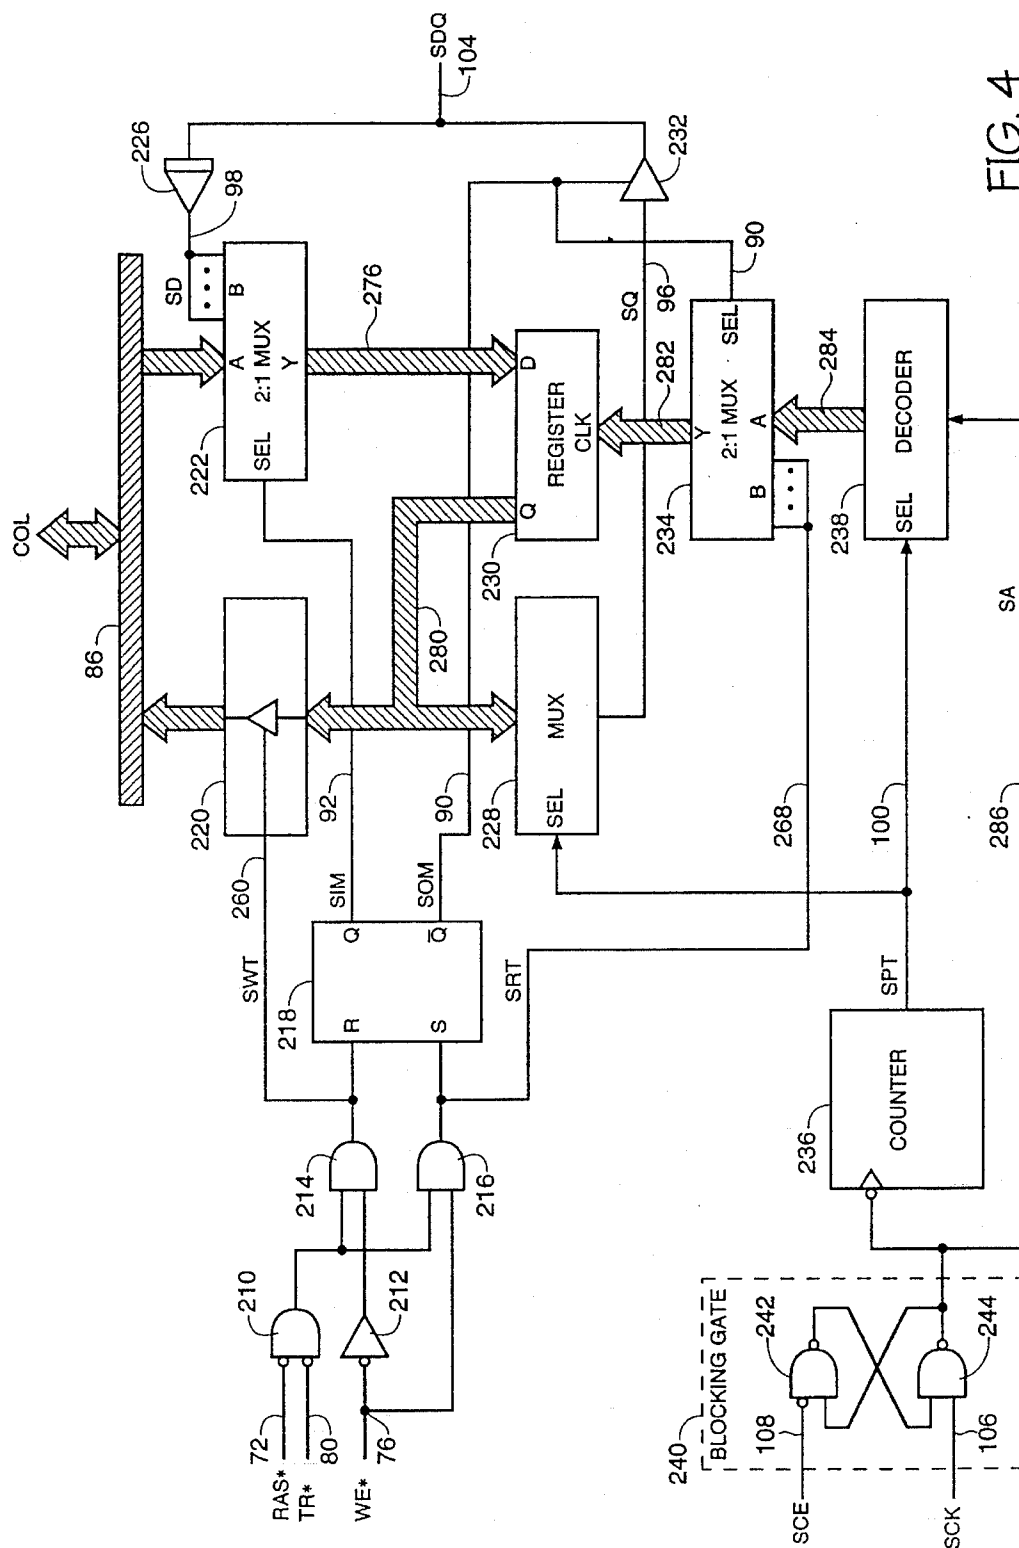 FIG. 4
COL
86
SDQ
104
226
98
SD
B
A
2:1 MUX
Y
SEL
222
276
220
260
SWT
92
SIM
280
90
SOM
D
REGISTER
CLK
Q
230
232
SQ
96
90
282
SEL
Y
2:1 MUX
A
B
234
284
DECODER
SEL
238
MUX
SEL
228
268
100
SA
286
218
R
Q
S
Q̅
SRT
SPT
214
216
210
212
72
80
76
RAS*
TR*
WE*
236
COUNTER
240
BLOCKING GATE
242
244
108
106
SCE
SCK